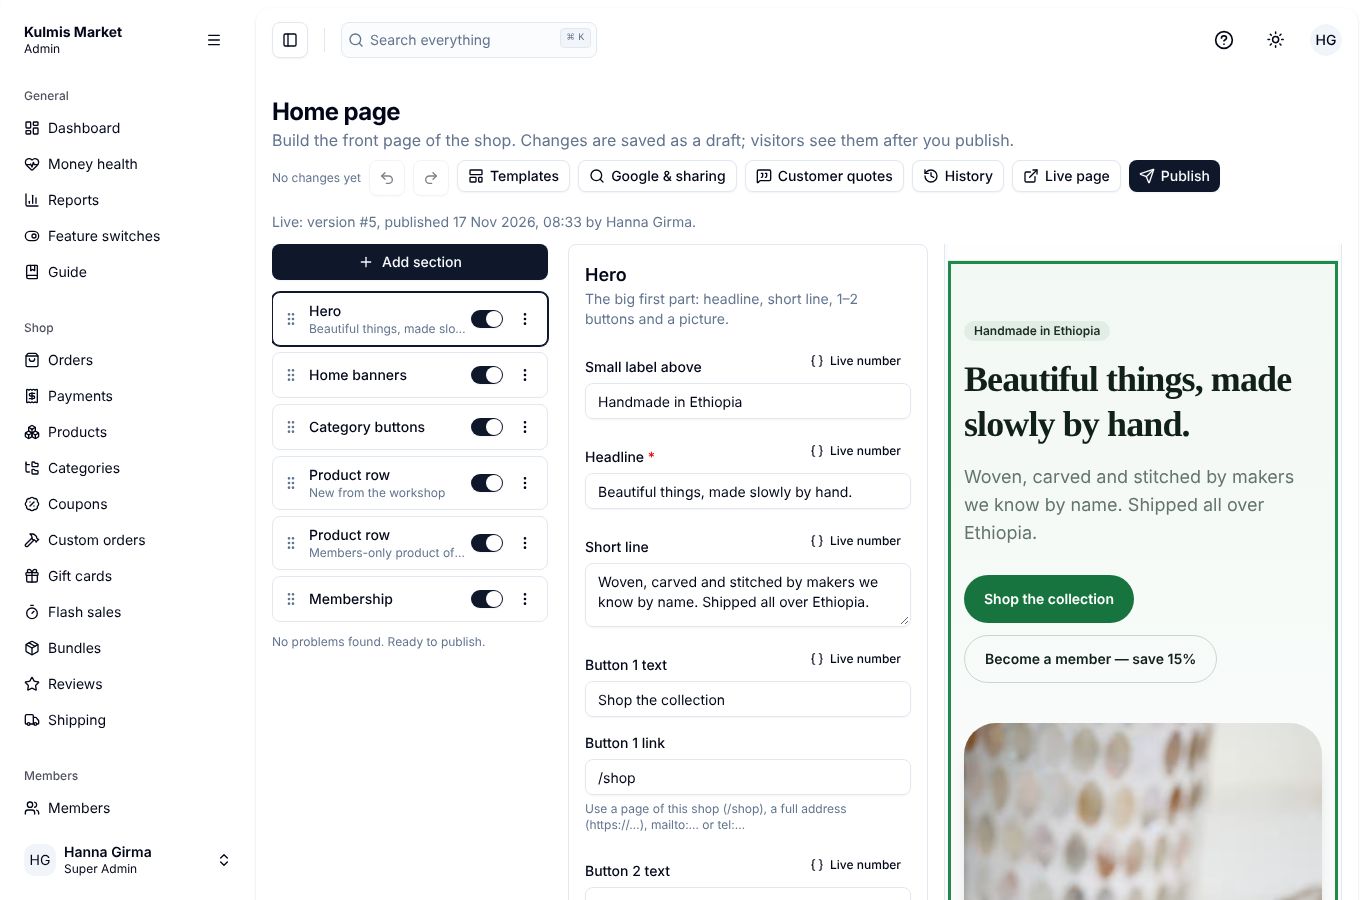 Kulmis Market
Admin
General
Dashboard
Money health
Reports
Feature switches
Guide
Shop
Orders
Payments
Products
Categories
Coupons
Custom orders
Gift cards
Flash sales
Bundles
Reviews
Shipping
Members
Members
HG
Hanna Girma
Super Admin
Search everything
⌘ K
HG
Home page
Build the front page of the shop. Changes are saved as a draft; visitors see them after you publish.
No changes yet
Templates
Google & sharing
Customer quotes
History
Live page
Publish
Live: version #5, published 17 Nov 2026, 08:33 by Hanna Girma.
Add section
Hero
Beautiful things, made slo...
Home banners
Category buttons
Product row
New from the workshop
Product row
Members-only product of...
Membership
No problems found. Ready to publish.
Hero
The big first part: headline, short line, 1–2
buttons and a picture.
Small label above
{ } Live number
Handmade in Ethiopia
Headline *
{ } Live number
Beautiful things, made slowly by hand.
Short line
{ } Live number
Woven, carved and stitched by makers we
know by name. Shipped all over Ethiopia.
Button 1 text
{ } Live number
Shop the collection
Button 1 link
/shop
Use a page of this shop (/shop), a full address
(https://...), mailto:... or tel:...
Button 2 text
{ } Live number
Handmade in Ethiopia
Beautiful things, made
slowly by hand.
Woven, carved and stitched by makers
we know by name. Shipped all over
Ethiopia.
Shop the collection
Become a member — save 15%